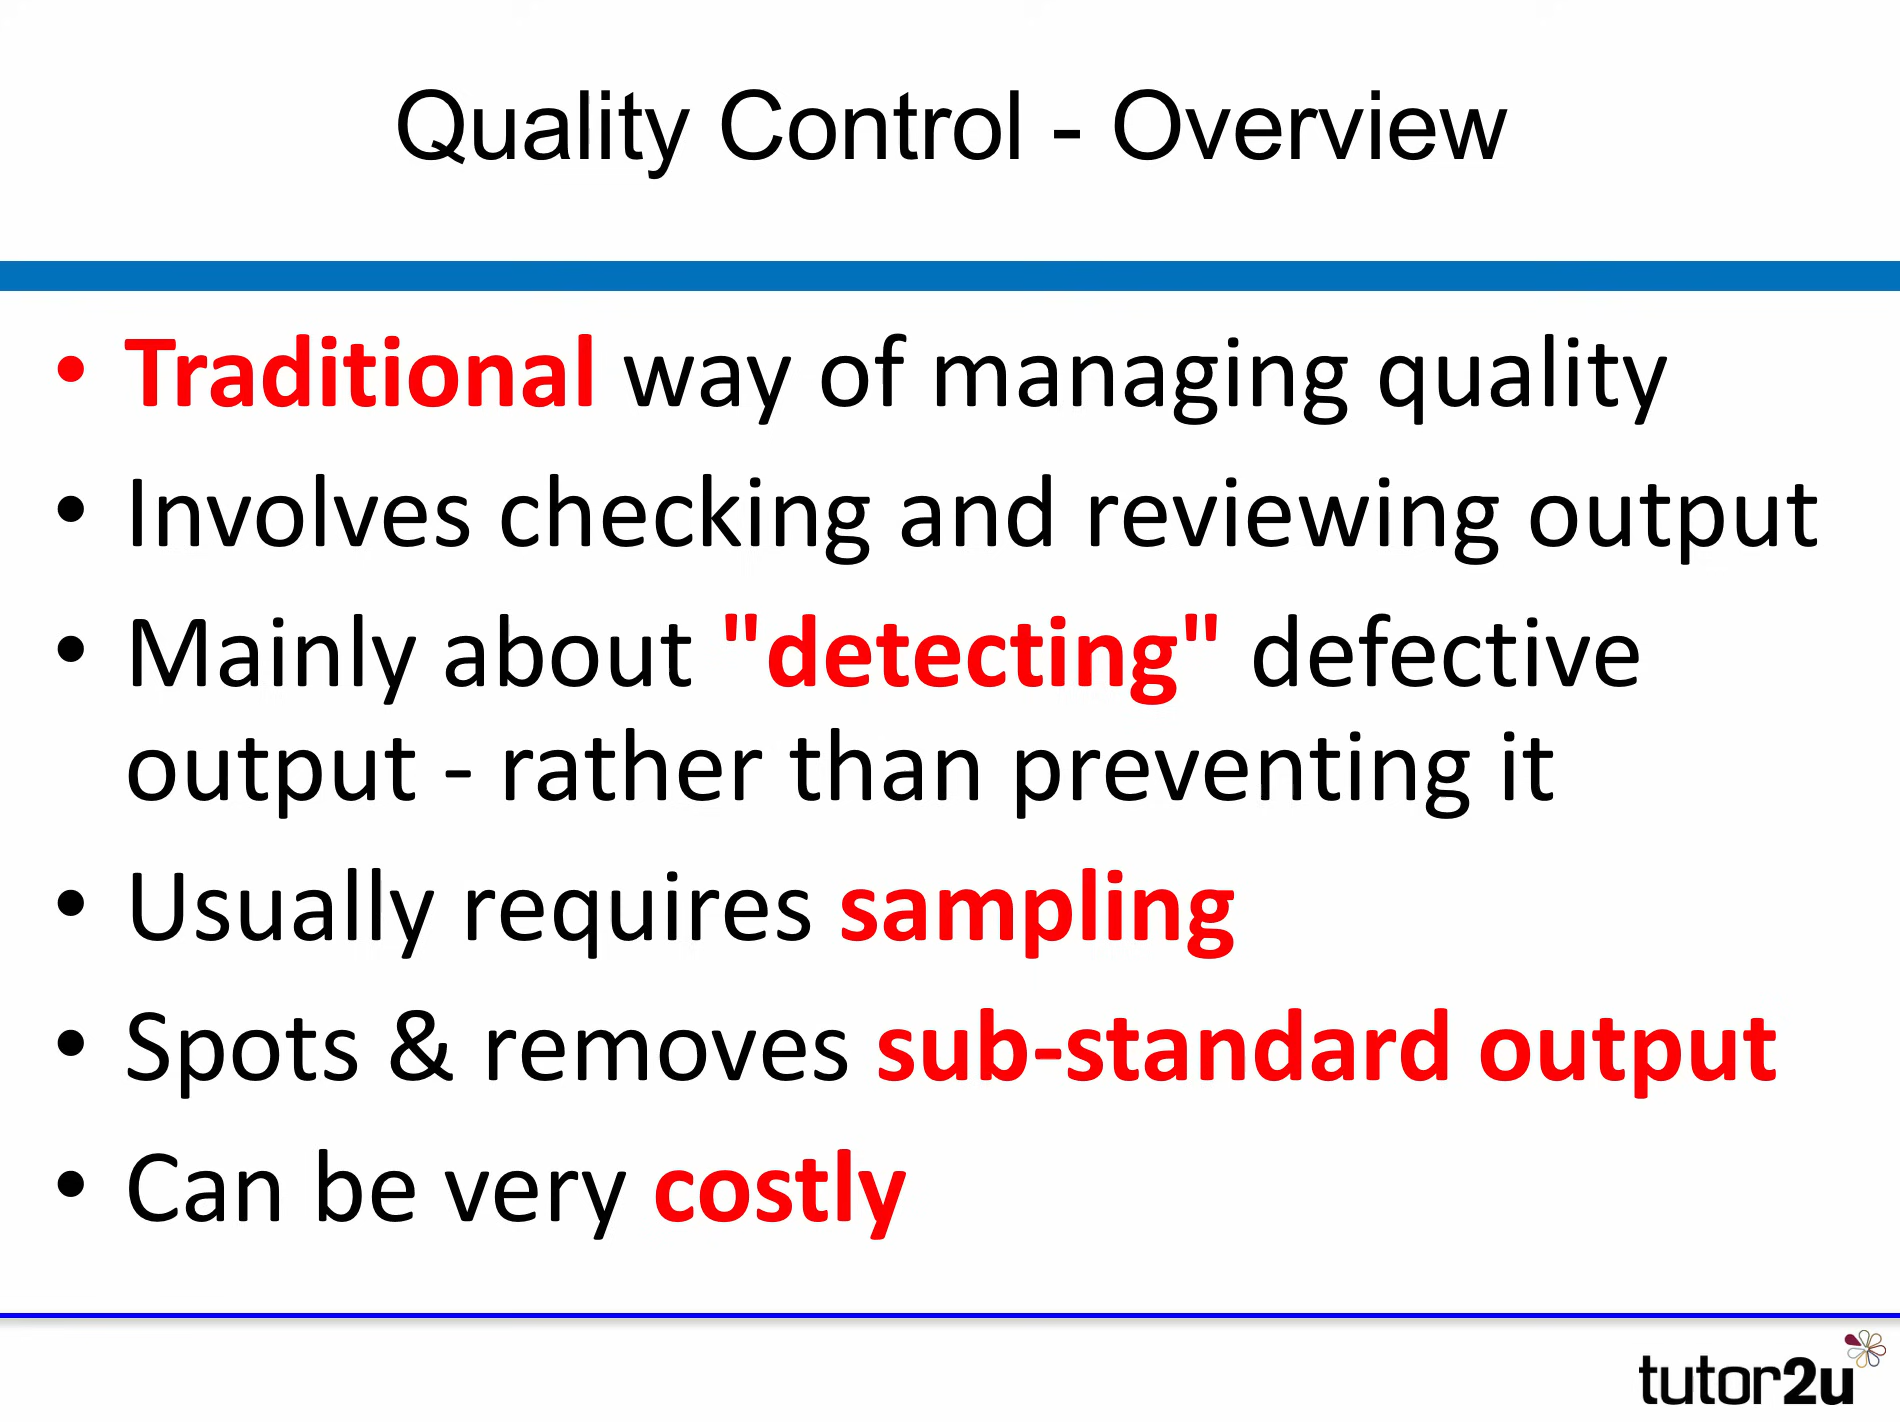 Quality Control - Overview
• Traditional way of managing quality
• Involves checking and reviewing output
• Mainly about "detecting" defective
output - rather than preventing it
• Usually requires sampling
• Spots & removes sub-standard output
• Can be very costly
tutor2u